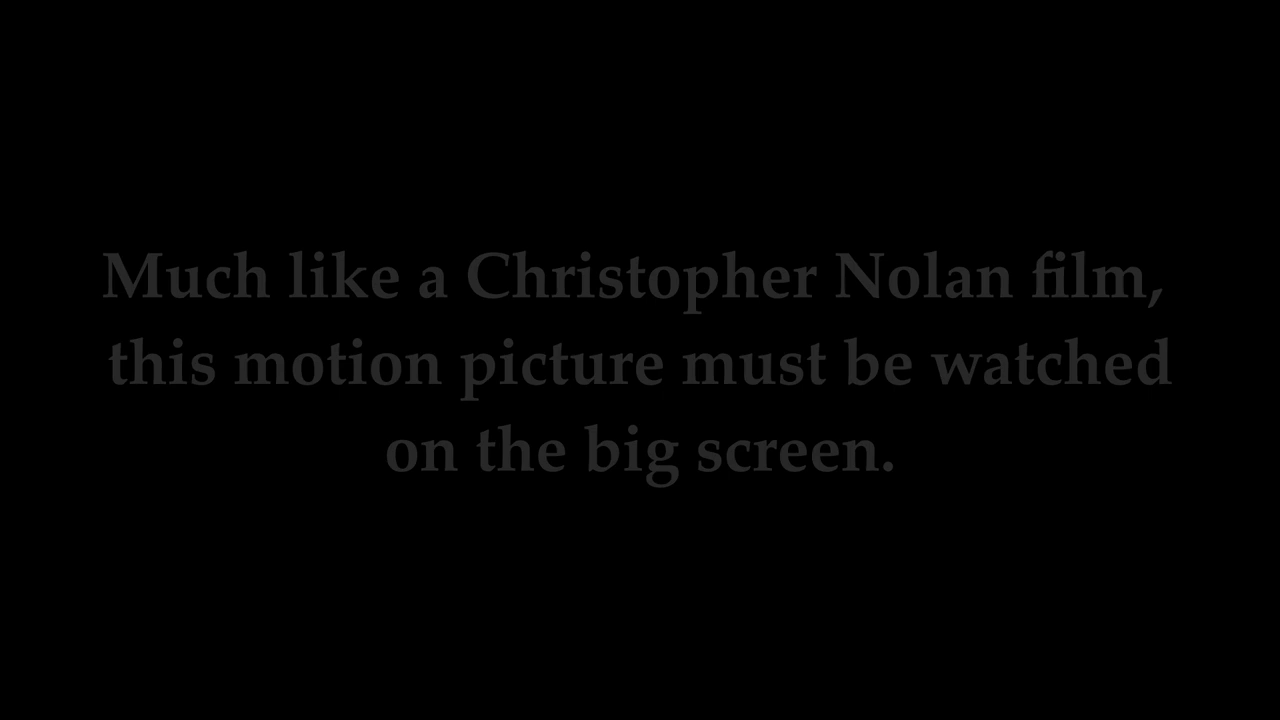 Much like a Christopher Nolan film,
this motion picture must be watched
on the big screen.